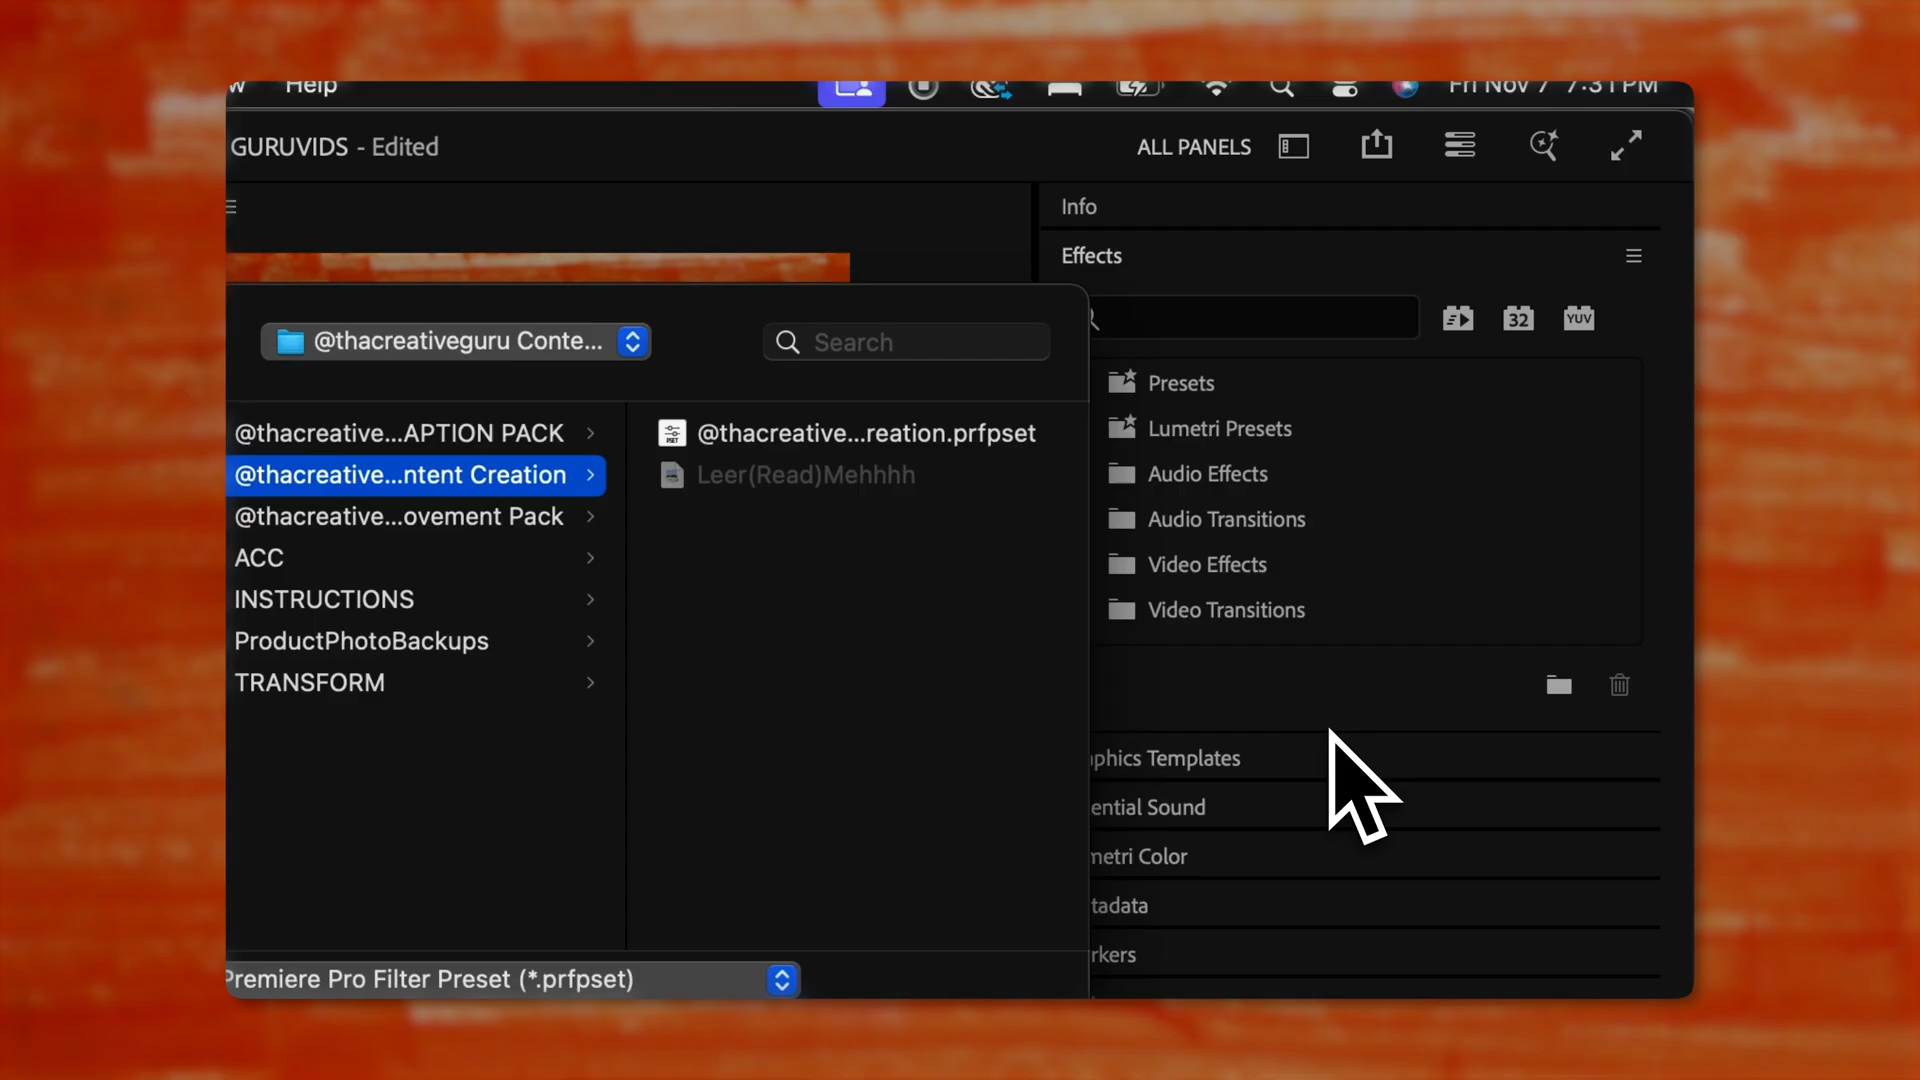 w Help Fri Nov 7 7:31 PM
GURUVIDS - Edited ALL PANELS
Info
Effects
@thacreativeguru Conte... Search
32 YUV
Presets
Lumetri Presets
Audio Effects
Audio Transitions
Video Effects
Video Transitions
@thacreative...APTION PACK
@thacreative...ntent Creation
@thacreative...ovement Pack
ACC
INSTRUCTIONS
ProductPhotoBackups
TRANSFORM
@thacreative...reation.prfpset
PSET
Leer(Read)Mehhhh
phics Templates
ential Sound
metri Color
tadata
rkers
Premiere Pro Filter Preset (*.prfpset)